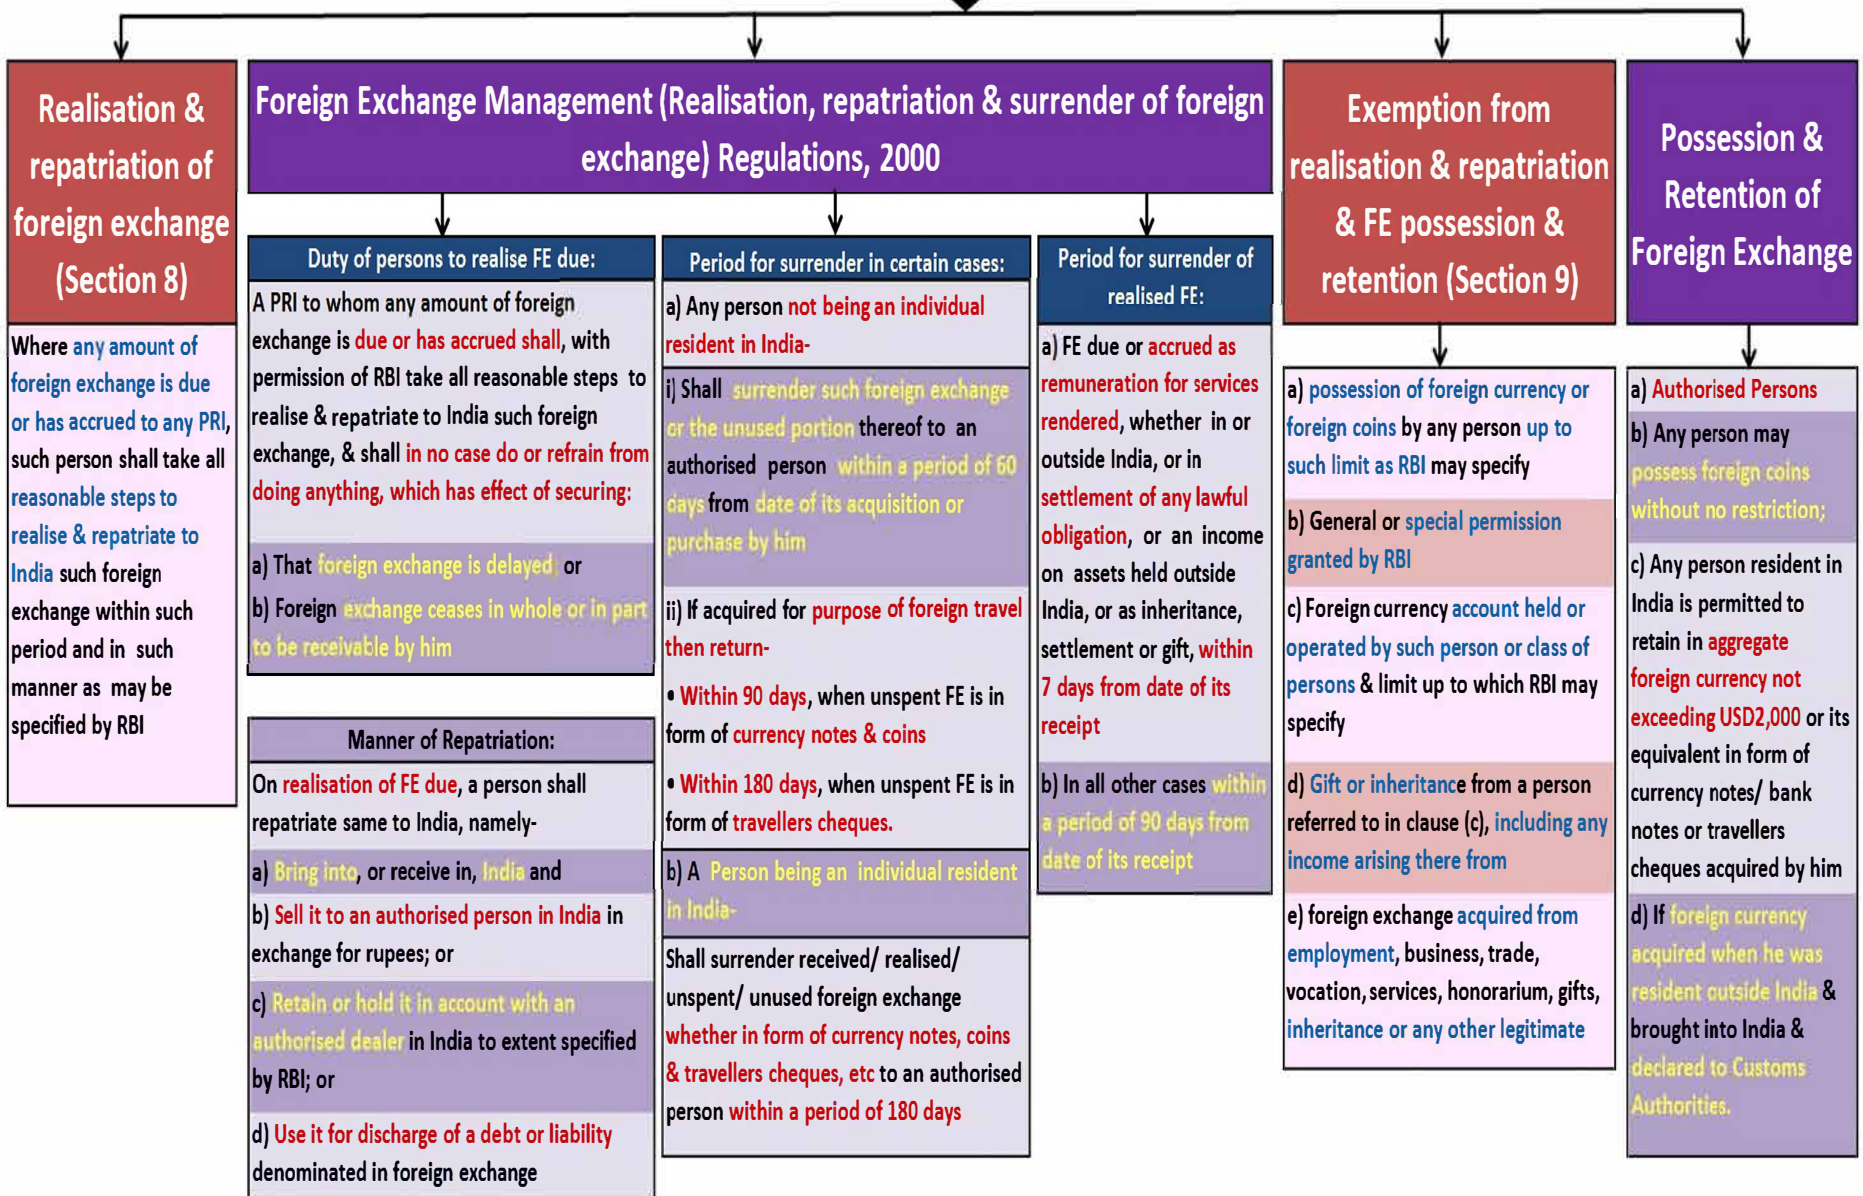 Realisation &
repatriation of
foreign exchange
(Section 8)
Where any amount of
foreign exchange is due
or has accrued to any PRI,
such person shall take all
reasonable steps to
realise & repatriate to
India such foreign
exchange within such
period and in such
manner as may be
specified by RBI
Foreign Exchange Management (Realisation, repatriation & surrender of foreign
exchange) Regulations, 2000
Duty of persons to realise FE due:
A PRI to whom any amount of foreign
exchange is due or has accrued shall, with
permission of RBI take all reasonable steps to
realise & repatriate to India such foreign
exchange, & shall in no case do or refrain from
doing anything, which has effect of securing:
a) That foreign exchange is delayed; or
b) Foreign exchange ceases in whole or in part
to be receivable by him
Manner of Repatriation:
On realisation of FE due, a person shall
repatriate same to India, namely-
a) Bring into, or receive in, India and
b) Sell it to an authorised person in India in
exchange for rupees; or
c) Retain or hold it in account with an
authorised dealer in India to extent specified
by RBI; or
d) Use it for discharge of a debt or liability
denominated in foreign exchange
Period for surrender in certain cases:
a) Any person not being an individual
resident in India-
i) Shall surrender such foreign exchange
or the unused portion thereof to an
authorised person within a period of 60
days from date of its acquisition or
purchase by him
ii) If acquired for purpose of foreign travel
then return-
• Within 90 days, when unspent FE is in
form of currency notes & coins
• Within 180 days, when unspent FE is in
form of travellers cheques.
b) A Person being an individual resident
in India-
Shall surrender received/ realised/
unspent/ unused foreign exchange
whether in form of currency notes, coins
& travellers cheques, etc to an authorised
person within a period of 180 days
Period for surrender of
realised FE:
a) FE due or accrued as
remuneration for services
rendered, whether in or
outside India, or in
settlement of any lawful
obligation, or an income
on assets held outside
India, or as inheritance,
settlement or gift, within
7 days from date of its
receipt
b) In all other cases within
a period of 90 days from
date of its receipt
Exemption from
realisation & repatriation
& FE possession &
retention (Section 9)
a) possession of foreign currency or
foreign coins by any person up to
such limit as RBI may specify
b) General or special permission
granted by RBI
c) Foreign currency account held or
operated by such person or class of
persons & limit up to which RBI may
specify
d) Gift or inheritance from a person
referred to in clause (c), including any
income arising there from
e) foreign exchange acquired from
employment, business, trade,
vocation, services, honorarium, gifts,
inheritance or any other legitimate
Possession &
Retention of
Foreign Exchange
a) Authorised Persons
b) Any person may
possess foreign coins
without no restriction;
c) Any person resident in
India is permitted to
retain in aggregate
foreign currency not
exceeding USD2,000 or its
equivalent in form of
currency notes/ bank
notes or travellers
cheques acquired by him
d) If foreign currency
acquired when he was
resident outside India &
brought into India &
declared to Customs
Authorities.